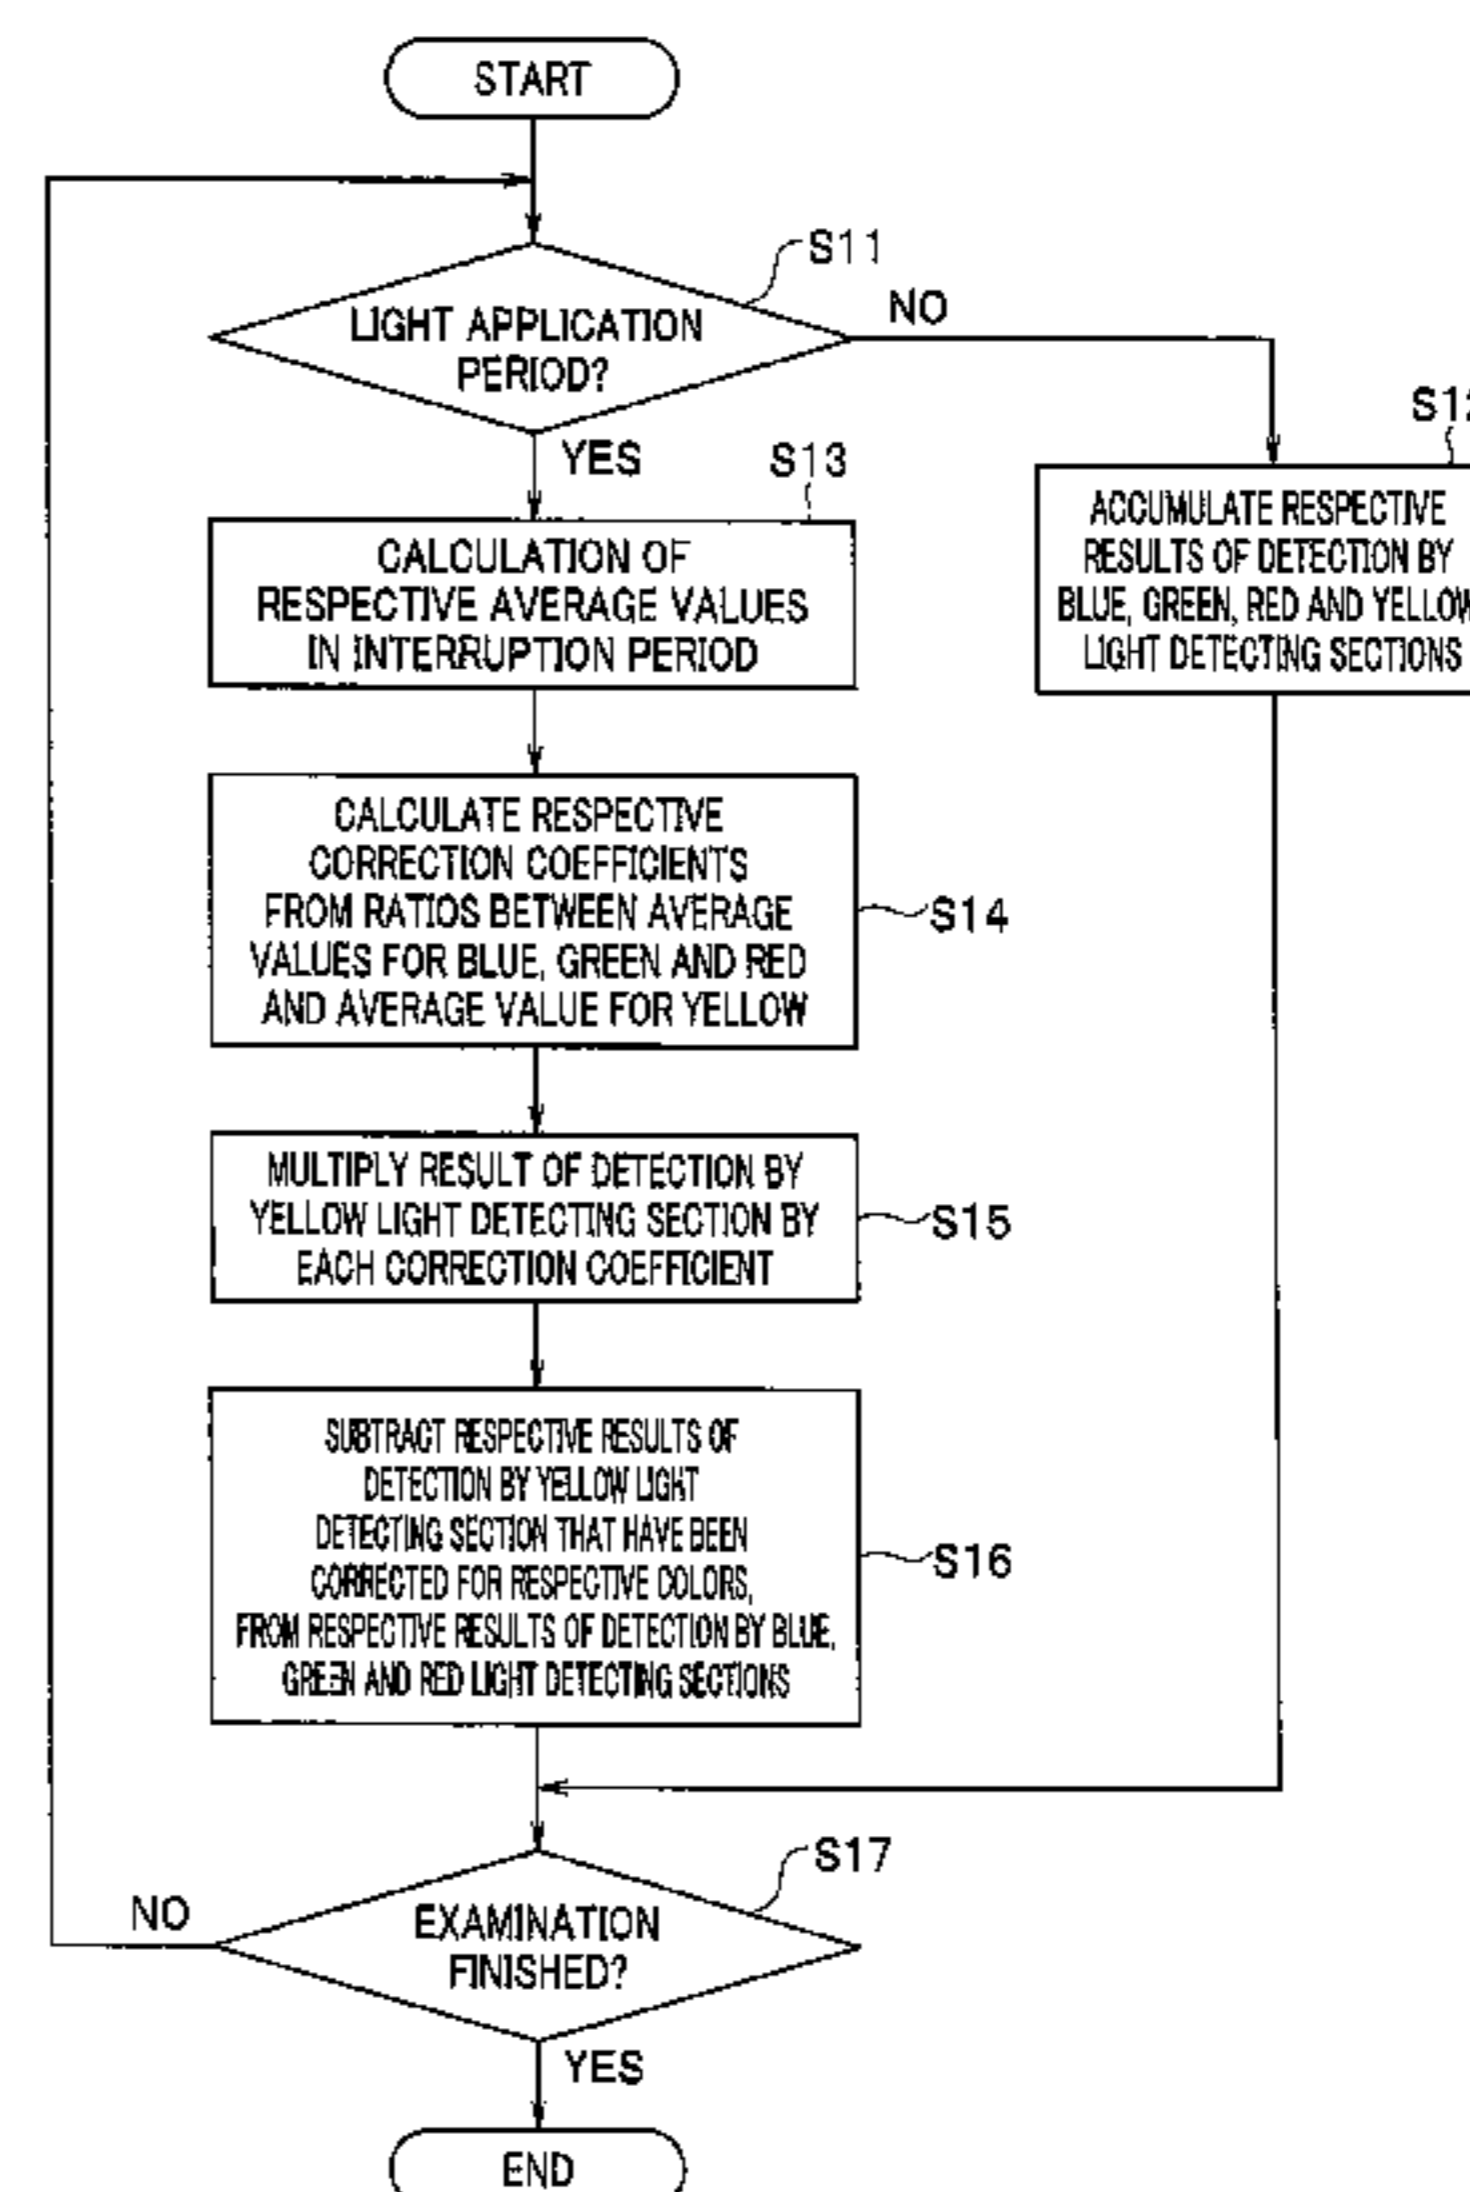 START
S11
LIGHT APPLICATION
PERIOD?
NO
YES
S13
CALCULATION OF
RESPECTIVE AVERAGE VALUES
IN INTERRUPTION PERIOD
ACCUMULATE RESPECTIVE
RESULTS OF DETECTION BY
BLUE, GREEN, RED AND YELLOW
LIGHT DETECTING SECTIONS
CALCULATE RESPECTIVE
CORRECTION COEFFICIENTS
FROM RATIOS BETWEEN AVERAGE
VALUES FOR BLUE, GREEN AND RED
AND AVERAGE VALUE FOR YELLOW
S14
MULTIPLY RESULT OF DETECTION BY
YELLOW LIGHT DETECTING SECTION BY
EACH CORRECTION COEFFICIENT
S15
SUBTRACT RESPECTIVE RESULTS OF
DETECTION BY YELLOW LIGHT
DETECTING SECTION THAT HAVE BEEN
CORRECTED FOR RESPECTIVE COLORS,
FROM RESPECTIVE RESULTS OF DETECTION BY BLUE,
GREEN AND RED LIGHT DETECTING SECTIONS
S16
S17
EXAMINATION
FINISHED?
NO
YES
END